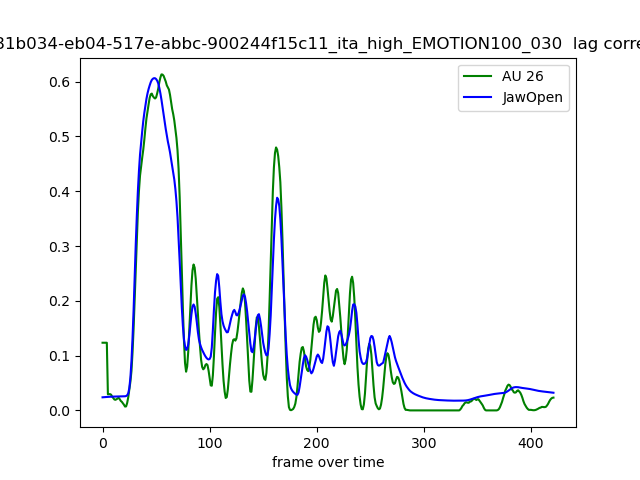 31b034-eb04-517e-abbc-900244f15c11_ita_high_EMOTION100_030 lag corre
AU 26
JawOpen
0.6
0.5
0.4
0.3
0.2
0.1
0.0
0 100 200 300 400
frame over time